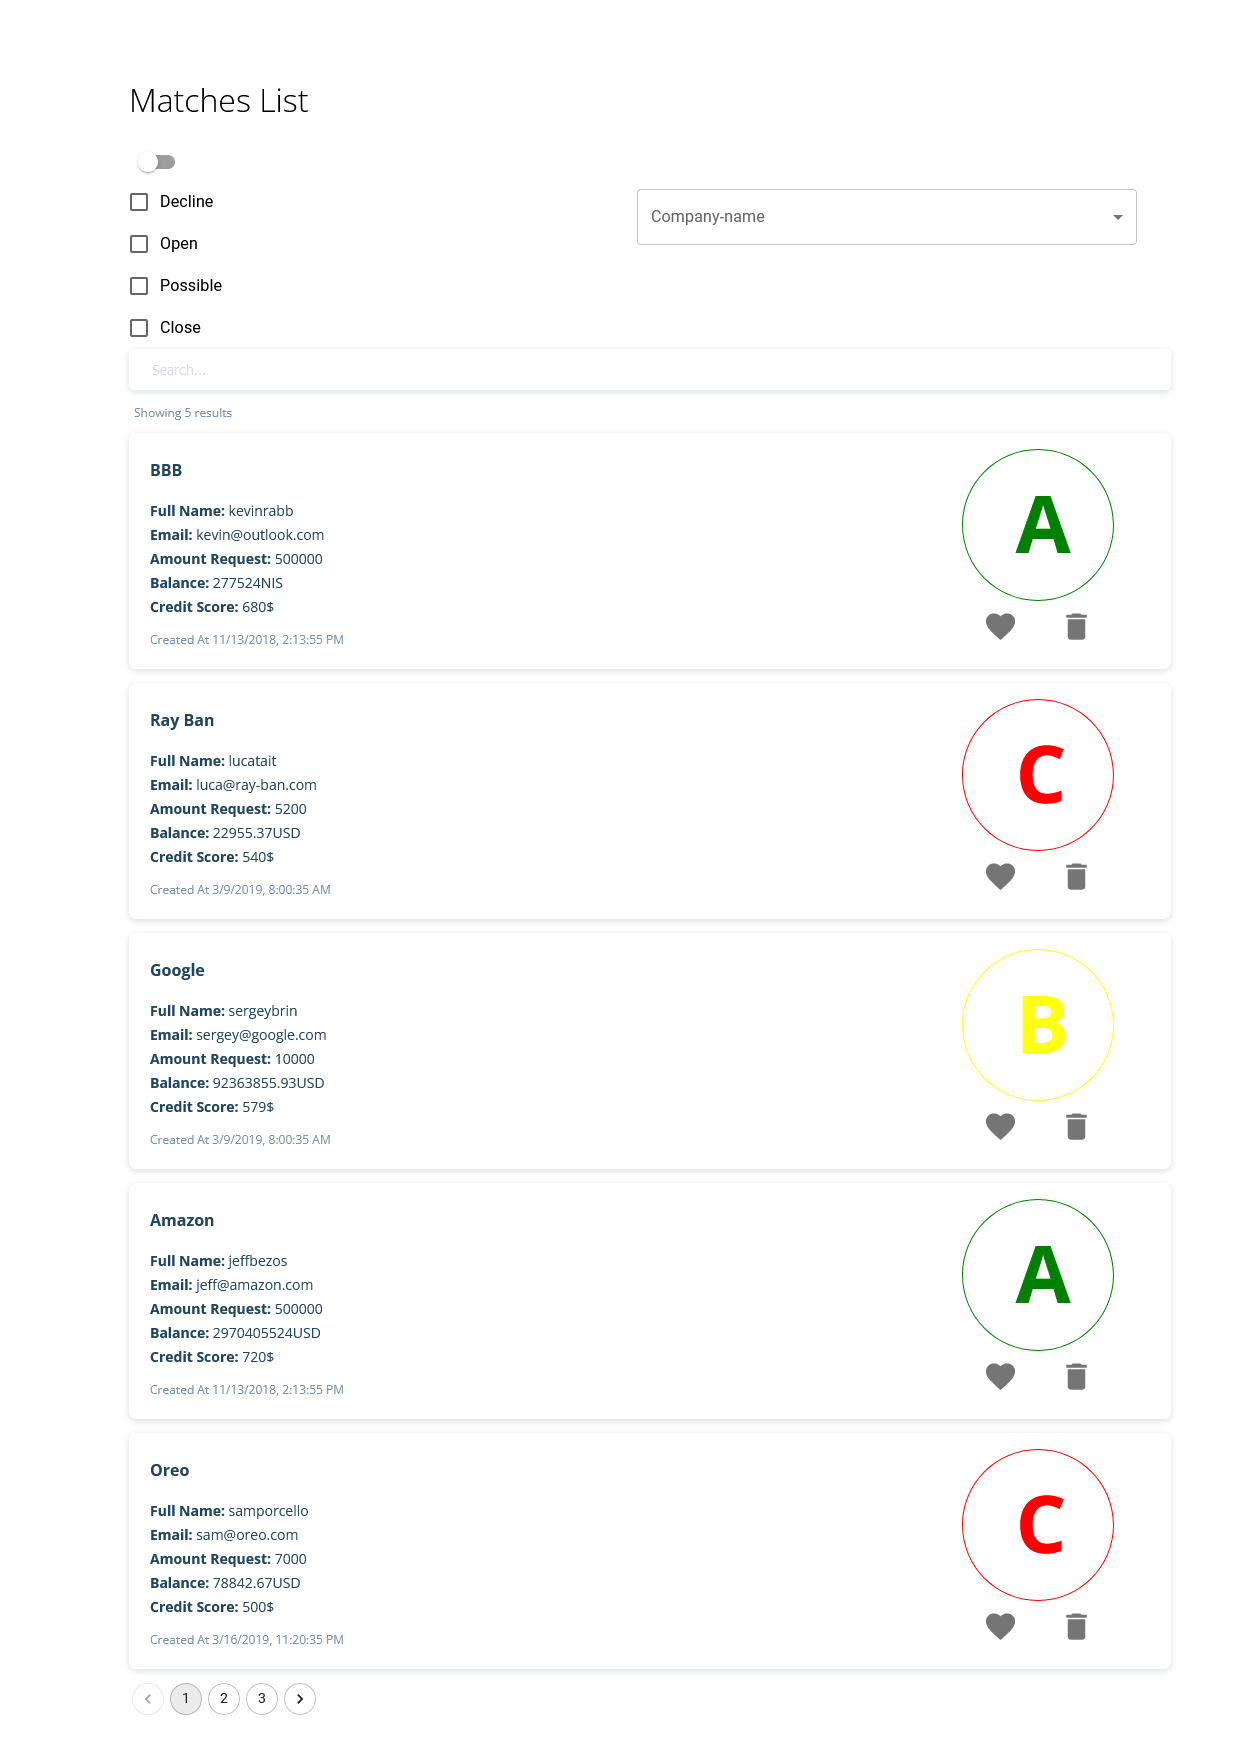 Matches List
Decline
Company-name
Open
Possible
Close
Search...
Showing 5 results
BBB
Full Name: kevinrabb
Email: kevin@outlook.com
Amount Request: 500000
Balance: 277524NIS
Credit Score: 680$
Created At 11/13/2018, 2:13:55 PM
A
Ray Ban
Full Name: lucatait
Email: luca@ray-ban.com
Amount Request: 5200
Balance: 22955.37USD
Credit Score: 540$
Created At 3/9/2019, 8:00:35 AM
C
Google
Full Name: sergeybrin
Email: sergey@google.com
Amount Request: 10000
Balance: 92363855.93USD
Credit Score: 579$
Created At 3/9/2019, 8:00:35 AM
B
Amazon
Full Name: jeffbezos
Email: jeff@amazon.com
Amount Request: 500000
Balance: 2970405524USD
Credit Score: 720$
Created At 11/13/2018, 2:13:55 PM
A
Oreo
Full Name: samporcello
Email: sam@oreo.com
Amount Request: 7000
Balance: 78842.67USD
Credit Score: 500$
Created At 3/16/2019, 11:20:35 PM
C
1 2 3